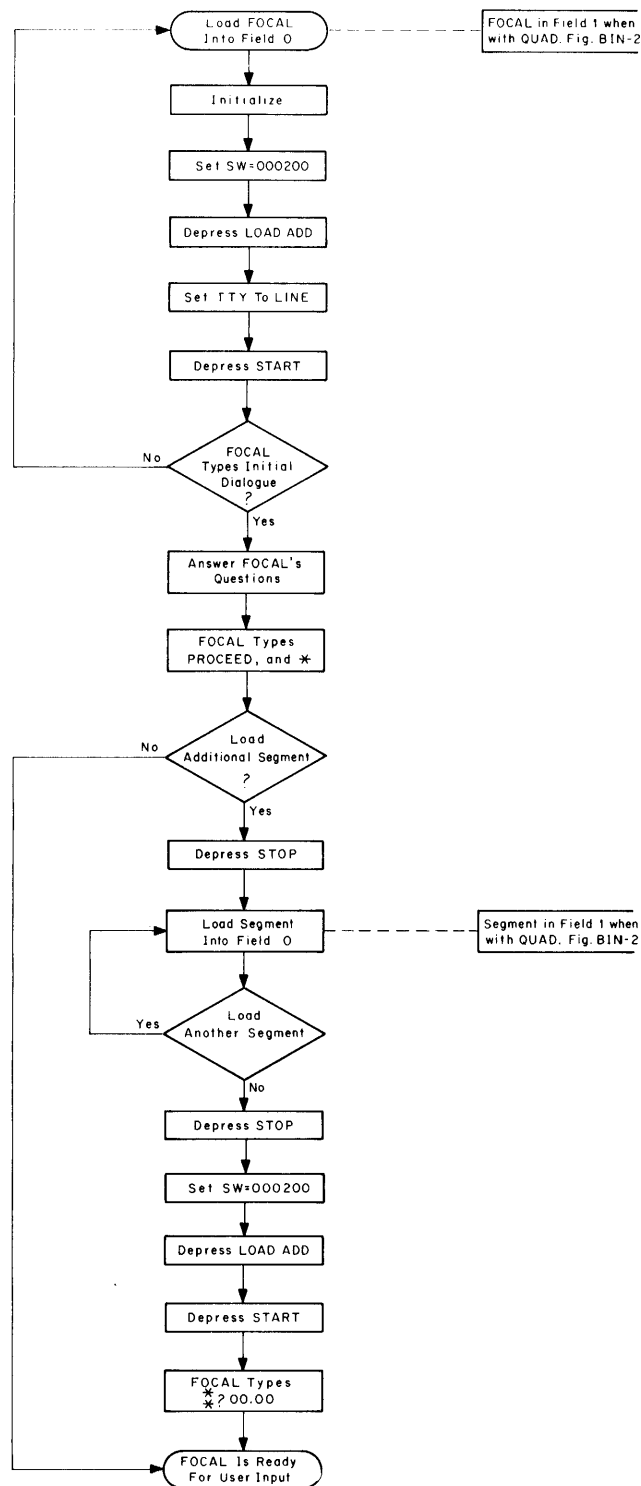 Load FOCAL
Into Field 0
FOCAL in Field 1 when
with QUAD. Fig. BIN-2
Initialize
Set SW=000200
Depress LOAD ADD
Set TTY To LINE
Depress START
No
FOCAL
Types Initial
Dialogue
?
Yes
Answer FOCAL's
Questions
FOCAL Types
PROCEED, and *
No
Load
Additional Segment
?
Yes
Depress STOP
Load Segment
Into Field 0
Segment in Field 1 when
with QUAD. Fig. BIN-2
Yes
Load
Another Segment
No
Depress STOP
Set SW=000200
Depress LOAD ADD
Depress START
FOCAL Types
*
*?00.00
FOCAL Is Ready
For User Input